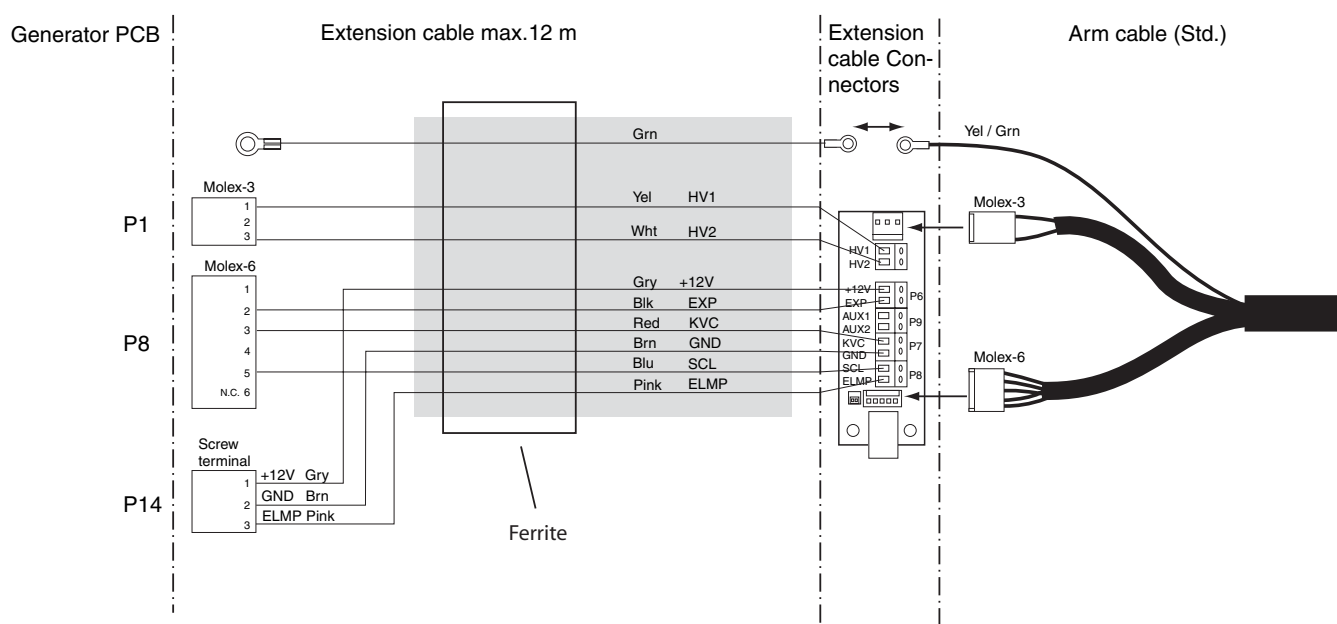 Generator PCB
Extension cable max.12 m
Extension
cable Con-
nectors
Arm cable (Std.)
Grn
Yel / Grn
Molex-3
P1
1
2
3
Yel HV1
Wht HV2
Molex-3
HV1
HV2
Molex-6
P8
1
2
3
4
5
N.C. 6
Gry +12V
Blk EXP
Red KVC
Brn GND
Blu SCL
Pink ELMP
+12V
EXP
P6
AUX1
AUX2
P9
KVC
GND
P7
SCL
ELMP
P8
Molex-6
Screw
terminal
P14
1 +12V Gry
2 GND Brn
3 ELMP Pink
Ferrite